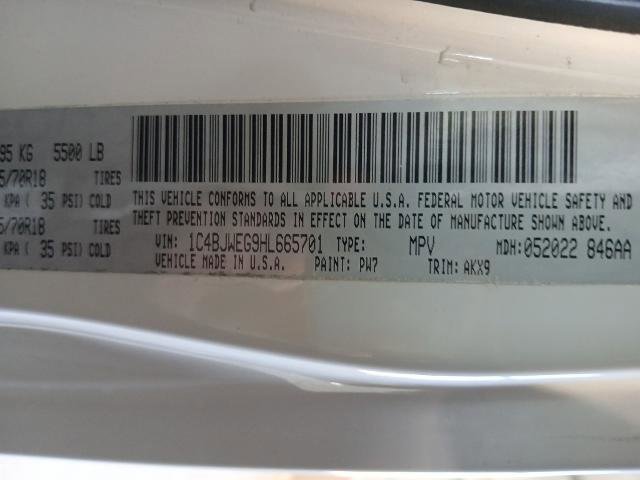 95 KG 5500 LB
5/70R18 TIRES
KPA ( 35 PSI) COLD
5/70R18 TIRES
KPA ( 35 PSI) COLD
THIS VEHICLE CONFORMS TO ALL APPLICABLE U.S.A. FEDERAL MOTOR VEHICLE SAFETY AND
THEFT PREVENTION STANDARDS IN EFFECT ON THE DATE OF MANUFACTURE SHOWN ABOVE.
VIN: 1C4BJWEG9HL665701 TYPE: MPV MDH: 052022 846AA
VEHICLE MADE IN U.S.A. PAINT: PW7 TRIM: AKX9